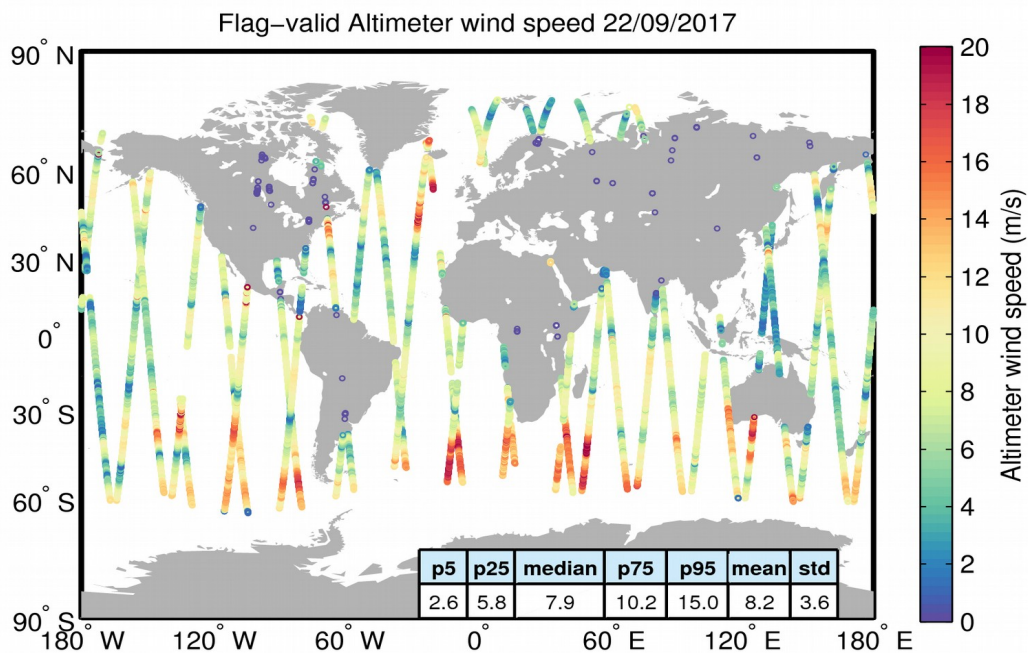 Flag−valid Altimeter wind speed 22/09/2017
90° N
60° N
30° N
0°
30° S
60° S
90° S
180° W
120° W
60° W
0°
60° E
120° E
180° E
p5 p25 median p75 p95 mean std
2.6 5.8 7.9 10.2 15.0 8.2 3.6
20
18
16
14
12
10
8
6
4
2
0
Altimeter wind speed (m/s)